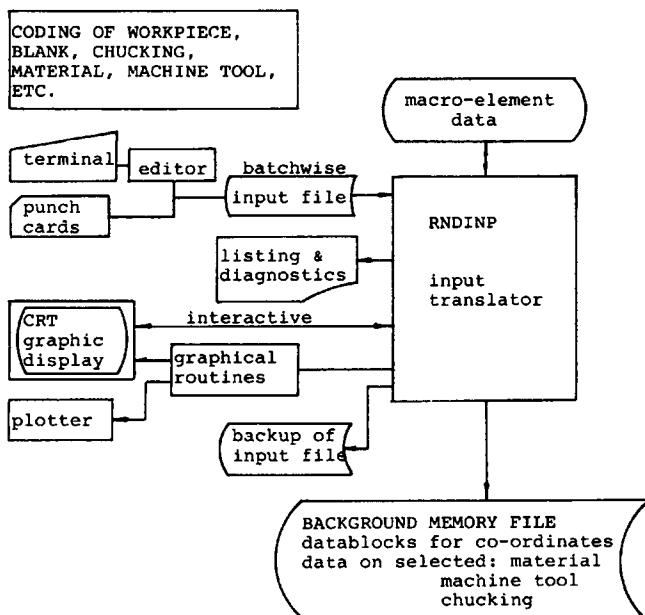 CODING OF WORKPIECE,
BLANK, CHUCKING,
MATERIAL, MACHINE TOOL,
ETC.
macro-element
data
terminal
editor
batchwise
input file
punch
cards
RNDINP
input
translator
listing &
diagnostics
CRT
graphic
display
interactive
graphical
routines
plotter
backup of
input file
BACKGROUND MEMORY FILE
datablocks for co-ordinates
data on selected: material
machine tool
chucking